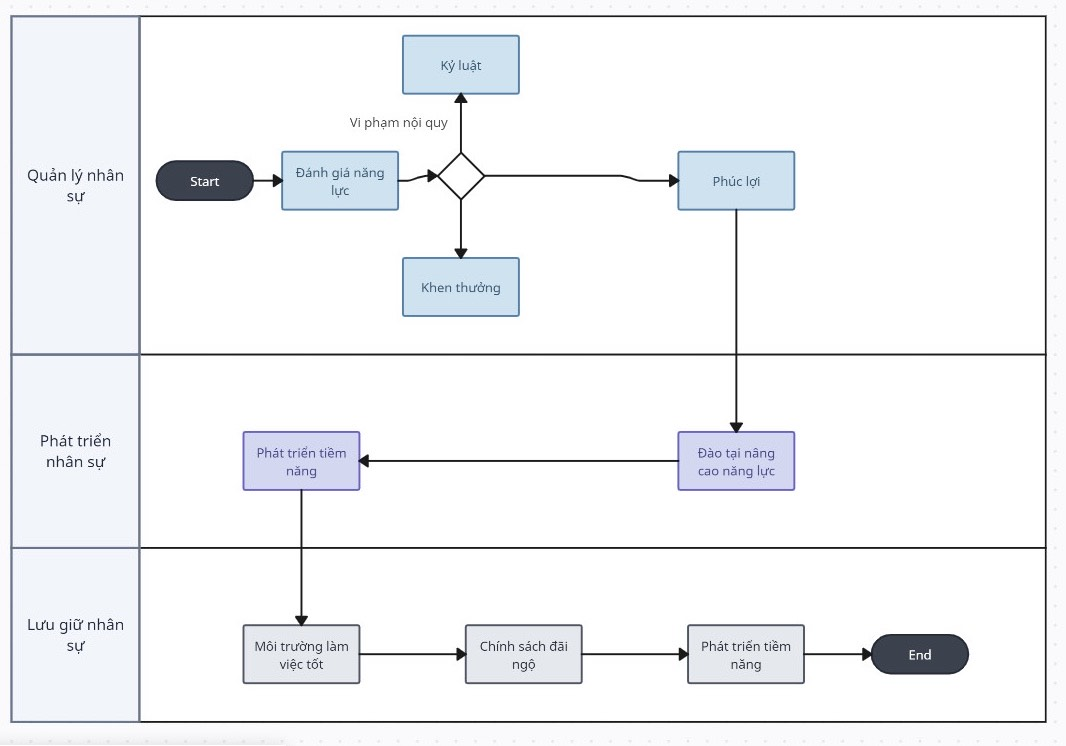 Quản lý nhân
sự
Kỷ luật
Vi phạm nội quy
Start
Đánh giá năng
lực
Phúc lợi
Khen thưởng
Phát triển
nhân sự
Phát triển tiềm
năng
Đào tại nâng
cao năng lực
Lưu giữ nhân
sự
Môi trường làm
việc tốt
Chính sách đãi
ngộ
Phát triển tiềm
năng
End